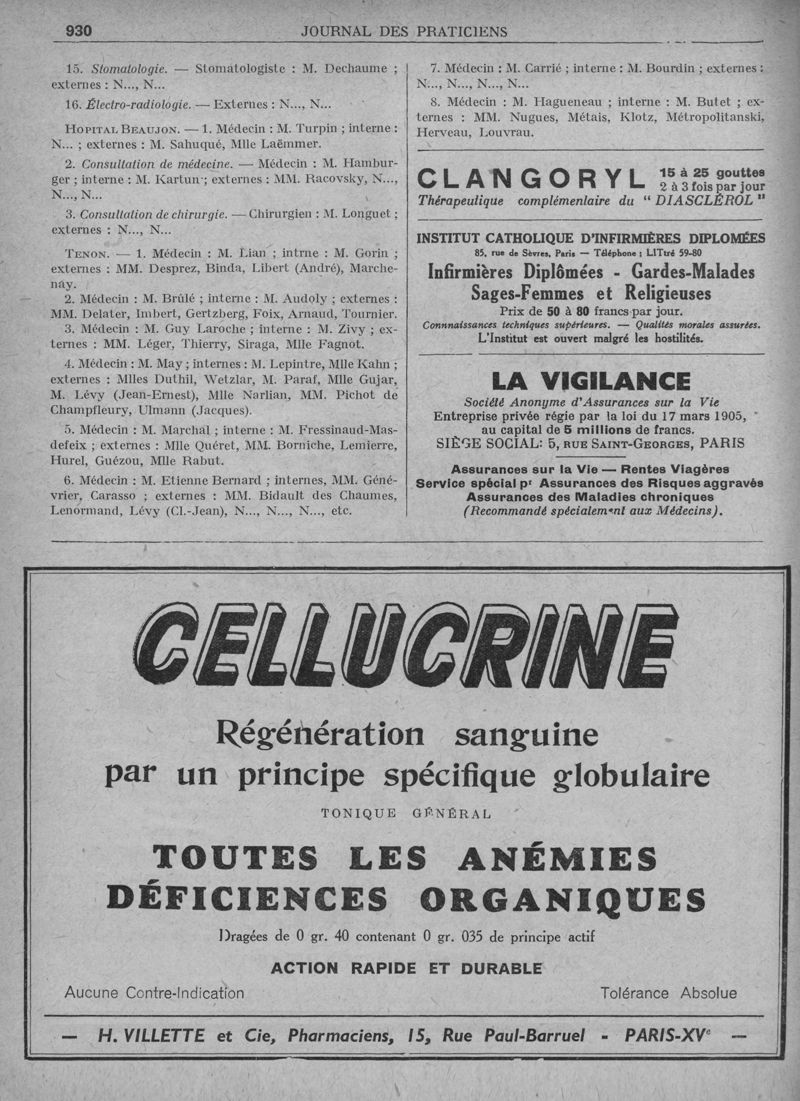 930
JOURNAL DES PRATICIENS
15. Stomatologie. — Stomatologiste : M. Dechaume ;
externes : N..., N...
16. Électro-radiologie. — Externes : N..., N...
HOPITAL BEAUJON. — 1. Médecin : M. Turpin ; interne :
N... ; externes : M. Sahuqué, Mlle Laëmmer.
2. Consultation de médecine. — Médecin : M. Hambur-
ger ; interne : M. Kartun ; externes : MM. Racovsky, N...,
N..., N...
3. Consultation de chirurgie. — Chirurgien : M. Longuet ;
externes : N..., N...
TENON. — 1. Médecin : M. Lian ; intrne : M. Gorin ;
externes : MM. Desprez, Binda, Libert (André), Marche-
nay.
2. Médecin : M. Brûlé ; interne : M. Audoly ; externes :
MM. Delater, Imbert, Gertzberg, Foix, Arnaud, Tournier.
3. Médecin : M. Guy Laroche ; interne : M. Zivy ; ex-
ternes : MM. Léger, Thierry, Siraga, Mlle Fagnot.
4. Médecin : M. May ; internes : M. Lepintre, Mlle Kahn ;
externes : Mlles Duthil, Wetzlar, M. Paraf, Mlle Gujar,
M. Lévy (Jean-Ernest), Mlle Narlian, MM. Pichot de
Champfleury, Ulmann (Jacques).
5. Médecin : M. Marchal ; interne : M. Fressinaud-Mas-
defeix ; externes : Mlle Quéret, MM. Borniche, Lemierre,
Hurel, Guézou, Mlle Rabut.
6. Médecin : M. Etienne Bernard ; internes, MM. Géné-
vrier, Carasso ; externes : MM. Bidault des Chaumes,
Lenormand, Lévy (Cl.-Jean), N..., N..., N..., etc.
7. Médecin : M. Carrié ; interne : M. Bourdin ; externes :
N..., N..., N..., N...
8. Médecin : M. Hagueneau ; interne : M. Butet ; ex-
ternes : MM. Nugues, Métais, Klotz, Métropolitanski,
Herveau, Louvrau.
CLANGORYL 15 à 25 gouttes
2 à 3 fois par jour
Thérapeutique complémentaire du " DIASCLÉROL "
INSTITUT CATHOLIQUE D'INFIRMIÈRES DIPLOMÉES
85, rue de Sèvres, Paris — Téléphone : LITtré 59-80
Infirmières Diplômées - Gardes-Malades
Sages-Femmes et Religieuses
Prix de 50 à 80 francs par jour.
Connnaissances techniques supérieures. — Qualités morales assurées.
L'Institut est ouvert malgré les hostilités.
LA VIGILANCE
Société Anonyme d'Assurances sur la Vie
Entreprise privée régie par la loi du 17 mars 1905,
au capital de 5 millions de francs.
SIÈGE SOCIAL: 5, RUE SAINT-GEORGES, PARIS
Assurances sur la Vie — Rentes Viagères
Service spécial pr Assurances des Risques aggravés
Assurances des Maladies chroniques
(Recommandé spécialement aux Médecins).
CELLUCRINE
Régénération sanguine
par un principe spécifique globulaire
TONIQUE GÉNÉRAL
TOUTES LES ANÉMIES
DÉFICIENCES ORGANIQUES
Dragées de 0 gr. 40 contenant 0 gr. 035 de principe actif
ACTION RAPIDE ET DURABLE
Aucune Contre-Indication
Tolérance Absolue
— H. VILLETTE et Cie, Pharmaciens, 15, Rue Paul-Barruel - PARIS-XVe —